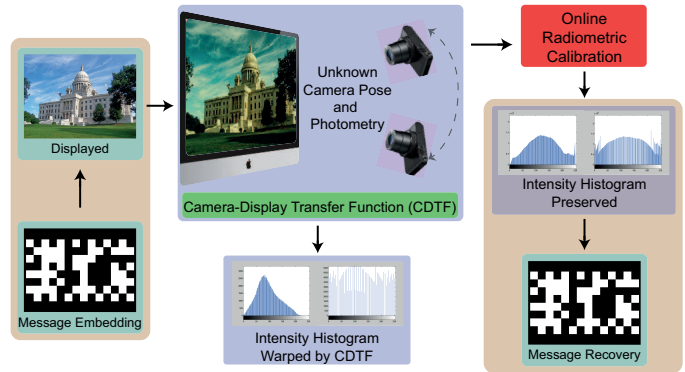 Displayed
Message Embedding
Unknown
Camera Pose
and
Photometry
Camera-Display Transfer Function (CDTF)
Intensity Histogram
Warped by CDTF
Online
Radiometric
Calibration
Intensity Histogram
Preserved
Message Recovery